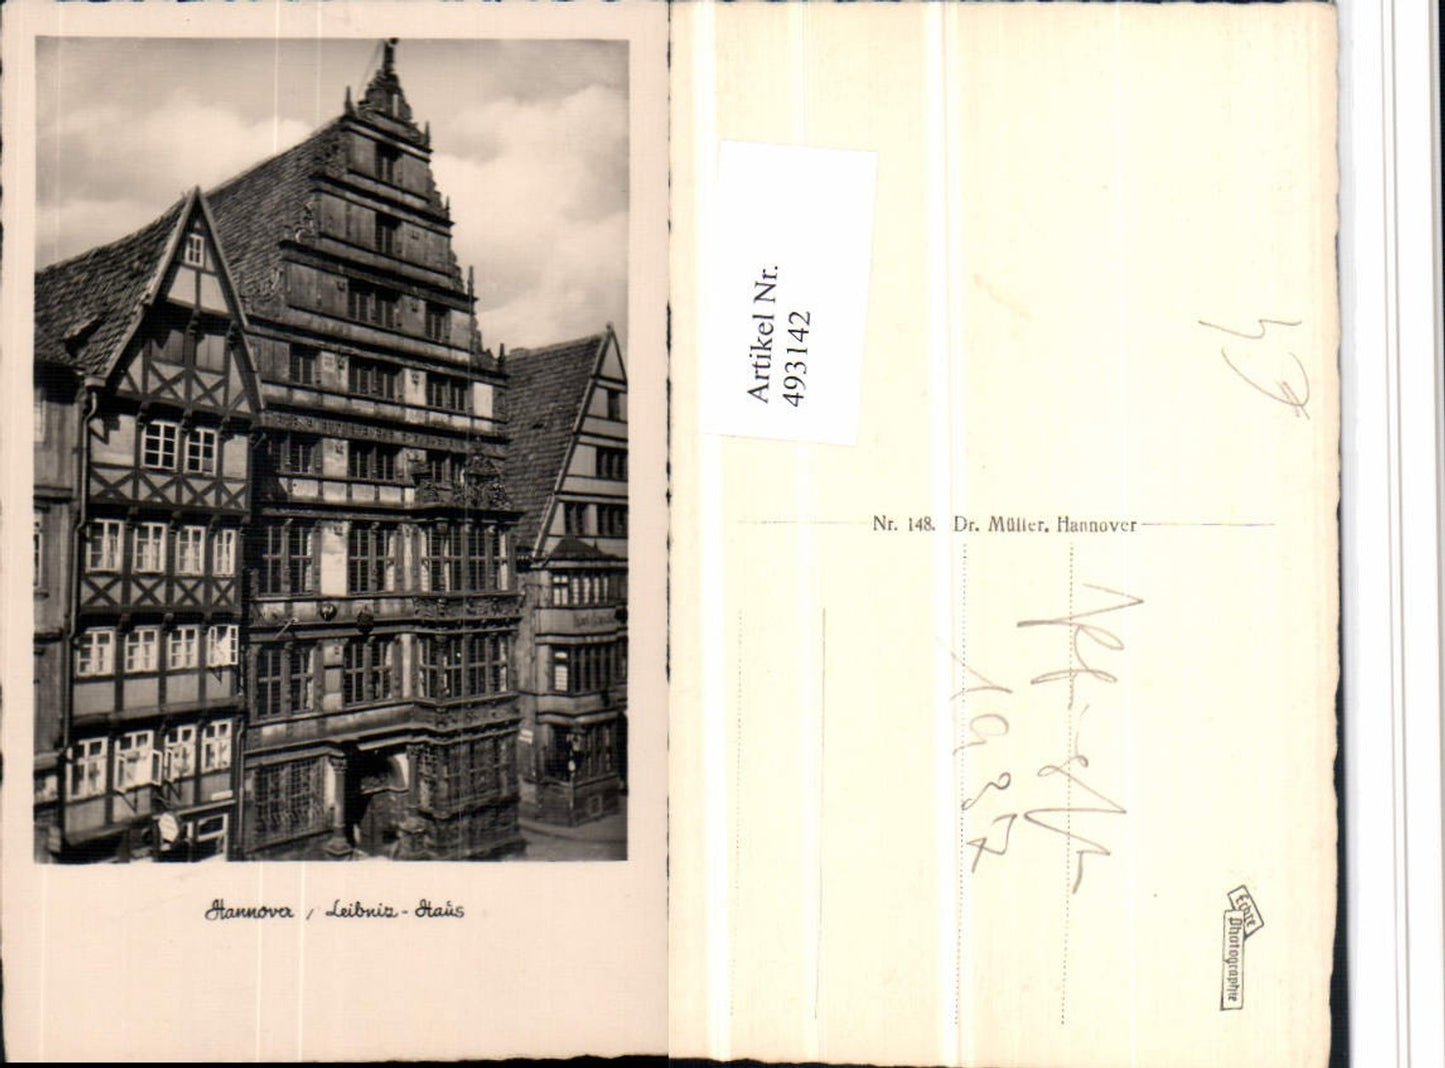 Hannover / Leibniz-Haus
Artikel Nr.
493142
Nr. 148. Dr. Müller, Hannover
1937
Echte
Photographie